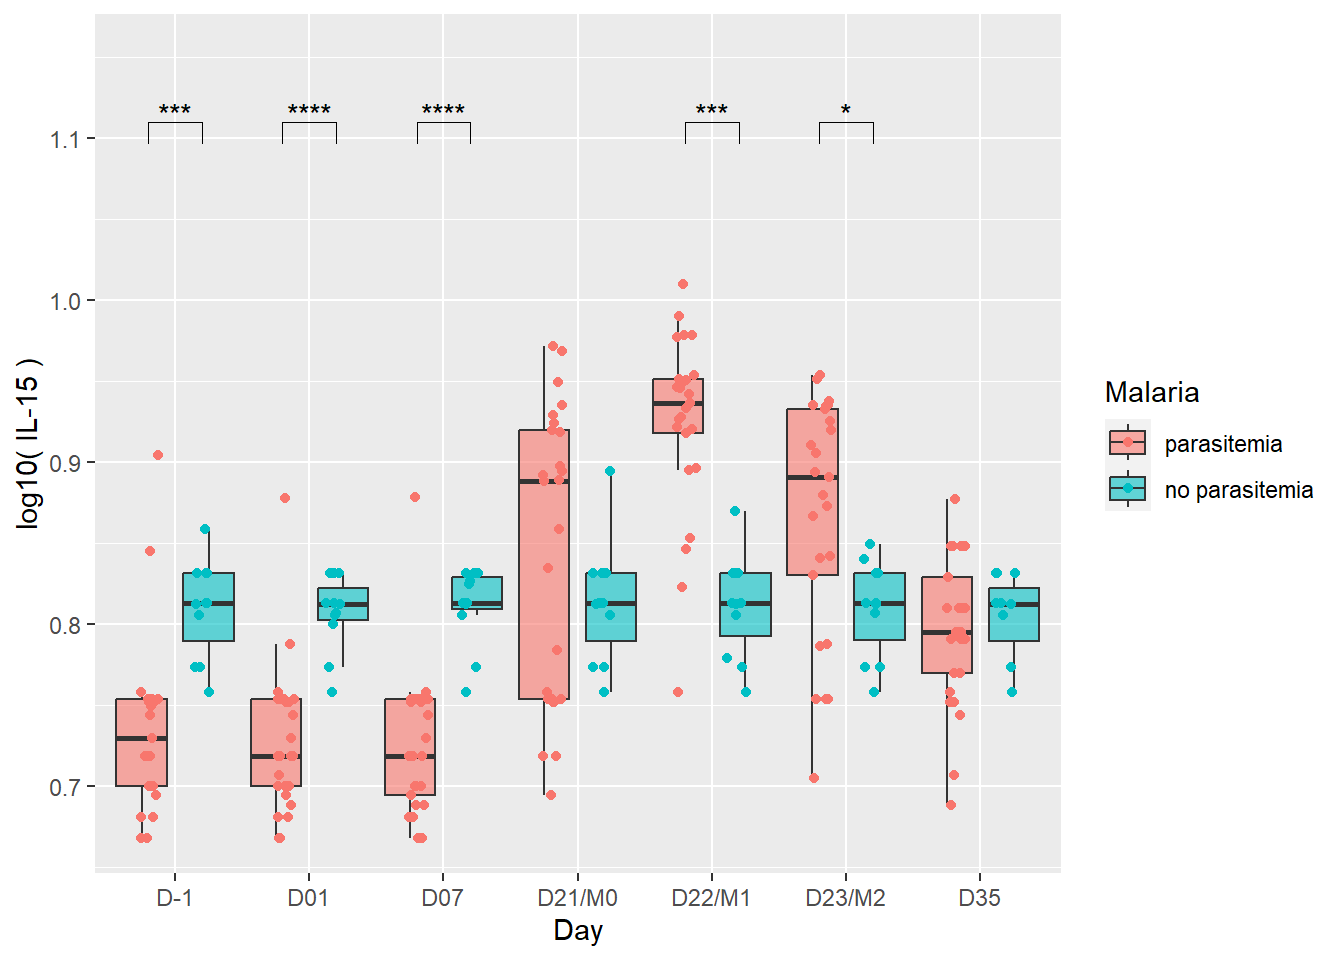 *** **** **** *** *
1.1
1.0
0.9
0.8
0.7
log10( IL-15 )
D-1 D01 D07 D21/M0 D22/M1 D23/M2 D35
Day
Malaria
parasitemia
no parasitemia